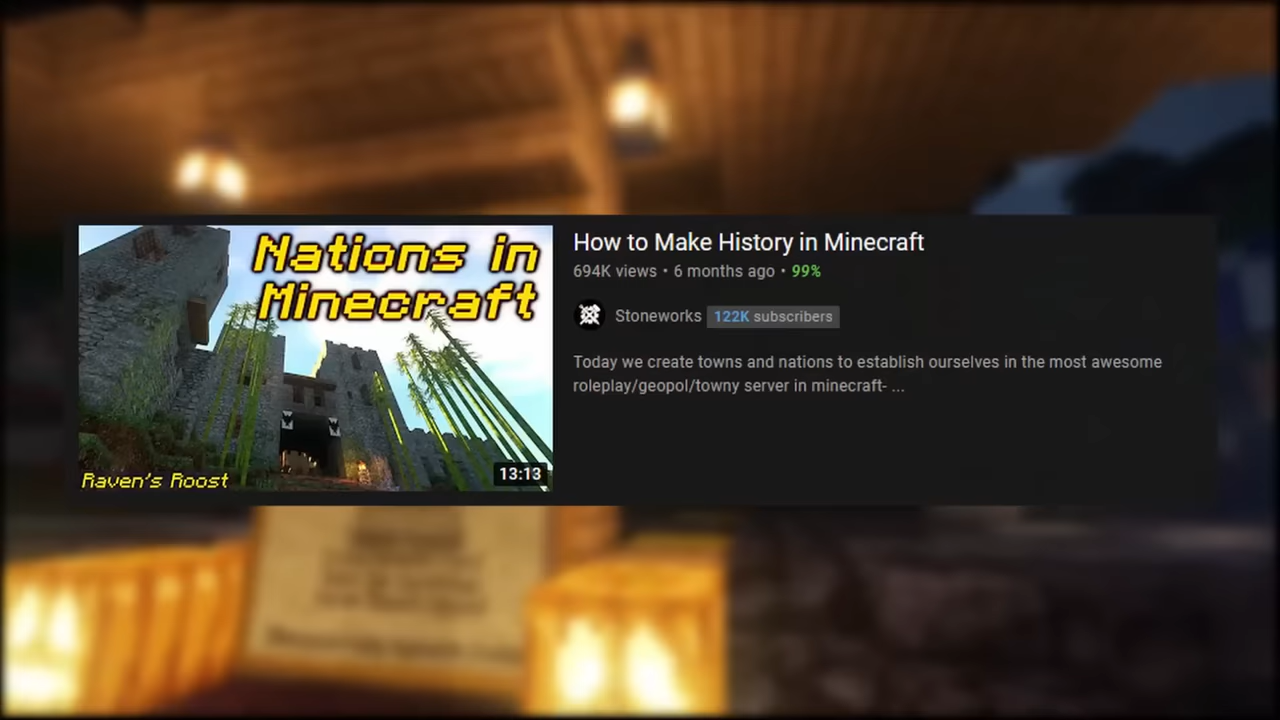 Nations in
Minecraft
Raven's Roost
13:13
How to Make History in Minecraft
694K views • 6 months ago • 99%
Stoneworks 122K subscribers
Today we create towns and nations to establish ourselves in the most awesome
roleplay/geopol/towny server in minecraft- ...